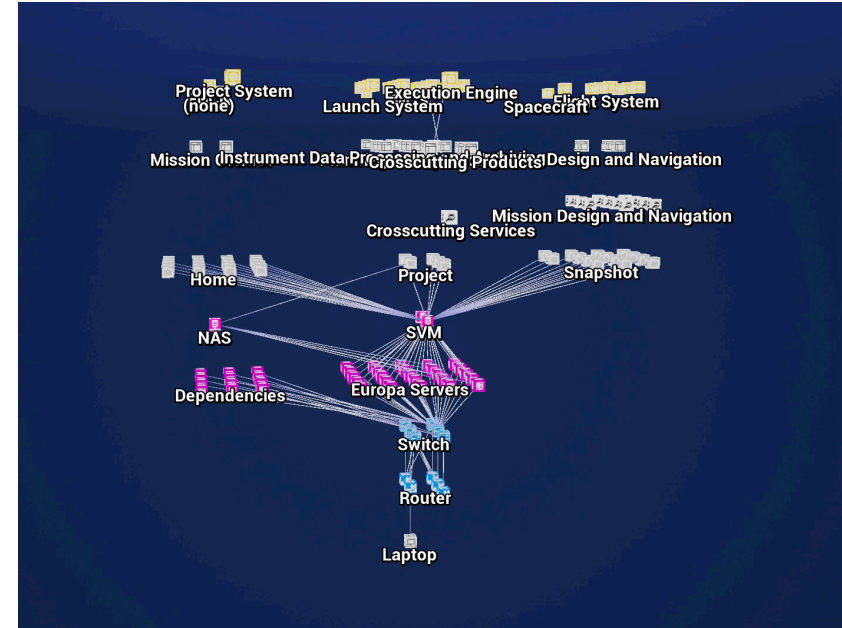 Project System
(none)
Launch System
Execution Engine
Spacecraft
Flight System
Mission
Instrument Data
Crosscutting Products
Design and Navigation
Mission Design and Navigation
Crosscutting Services
Home
Project
Snapshot
NAS
SVM
Dependencies
Europa Servers
Switch
Router
Laptop